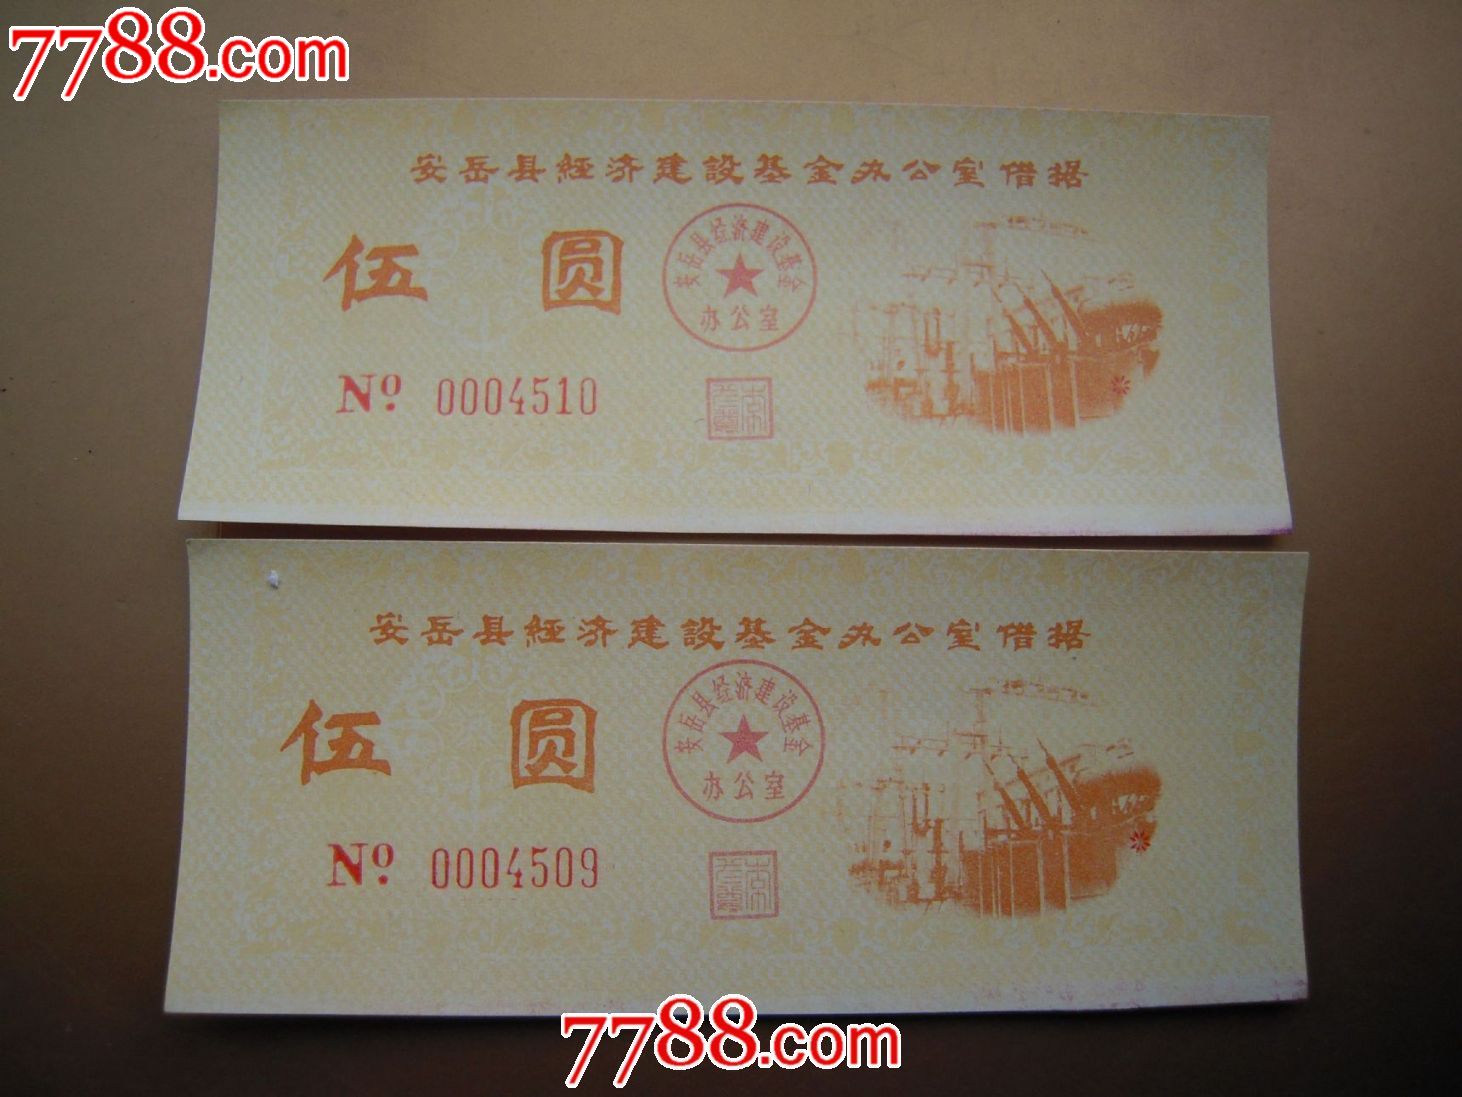 7788.com
安岳县经济建設基金办公室借据
伍圆
安岳县经济建设基金
办公室
No 0004510
安岳县经济建設基金办公室借据
伍圆
安岳县经济建设基金
办公室
No 0004509
7788.com